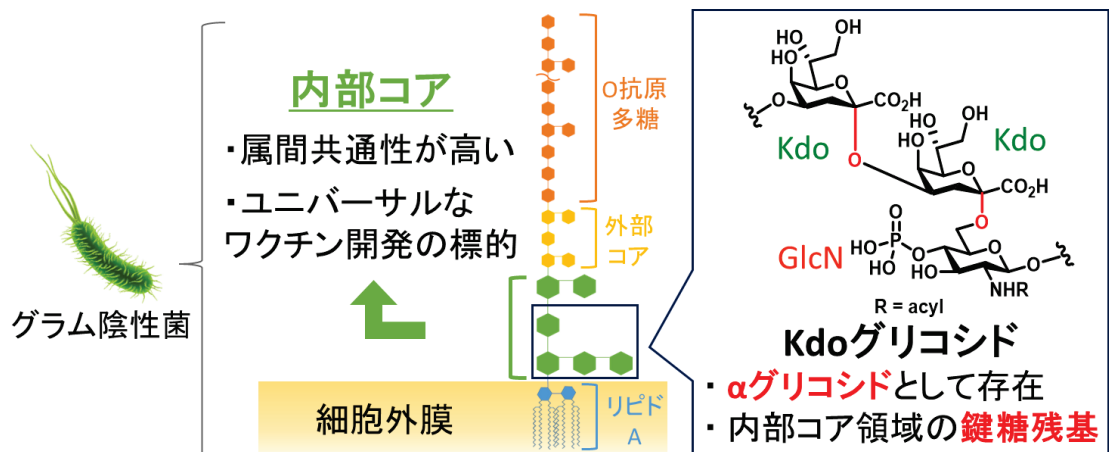 グラム陰性菌
内部コア
・属間共通性が高い
・ユニバーサルな
ワクチン開発の標的
O抗原
多糖
外部
コア
細胞外膜
リピド
A
HO
OH
HO
HO
O
O
CO₂H
Kdo
O
HO
OH
HO
HO
Kdo
O
CO₂H
O
O
HO-P
HO
O
O
GlcN
HO
O
NHR
R = acyl
Kdoグリコシド
・αグリコシドとして存在
・内部コア領域の鍵糖残基